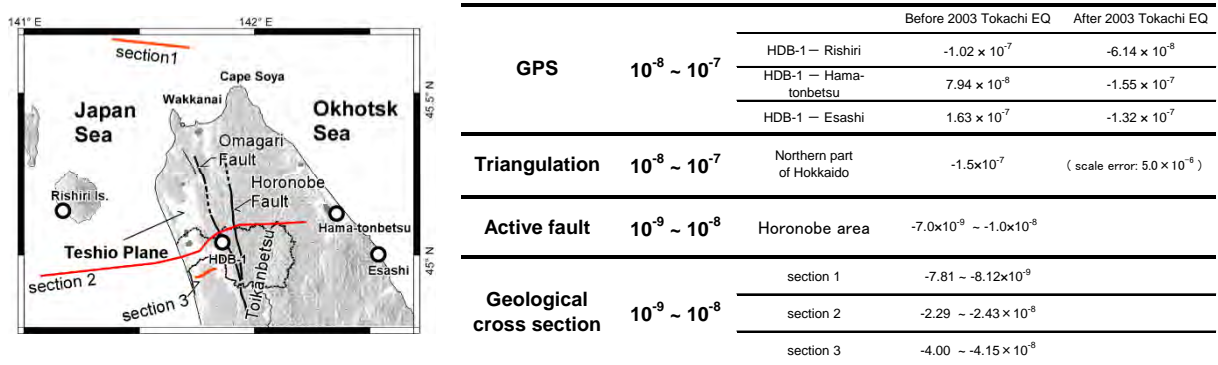 141° E
142° E
section1
Cape Soya
Wakkanai
Japan
Sea
Okhotsk
Sea
45.5° N
Omagari
Fault
Horonobe
Fault
Rishiri Is.
Hama-tonbetsu
Teshio Plane
HDB-1
Toikanbetsu
Esashi
45° N
section 2
section 3
Before 2003 Tokachi EQ After 2003 Tokachi EQ
GPS 10⁻⁸ ~ 10⁻⁷
HDB-1 － Rishiri -1.02 × 10⁻⁷ -6.14 × 10⁻⁸
HDB-1 － Hama-
tonbetsu 7.94 × 10⁻⁸ -1.55 × 10⁻⁷
HDB-1 － Esashi 1.63 × 10⁻⁷ -1.32 × 10⁻⁷
Triangulation 10⁻⁸ ~ 10⁻⁷ Northern part
of Hokkaido -1.5×10⁻⁷ ( scale error: 5.0 × 10⁻⁶ )
Active fault 10⁻⁹ ~ 10⁻⁸ Horonobe area -7.0×10⁻⁹ ~ -1.0×10⁻⁸
Geological
cross section 10⁻⁹ ~ 10⁻⁸
section 1 -7.81 ~ -8.12×10⁻⁹
section 2 -2.29 ~ -2.43 × 10⁻⁸
section 3 -4.00 ~ -4.15 × 10⁻⁸